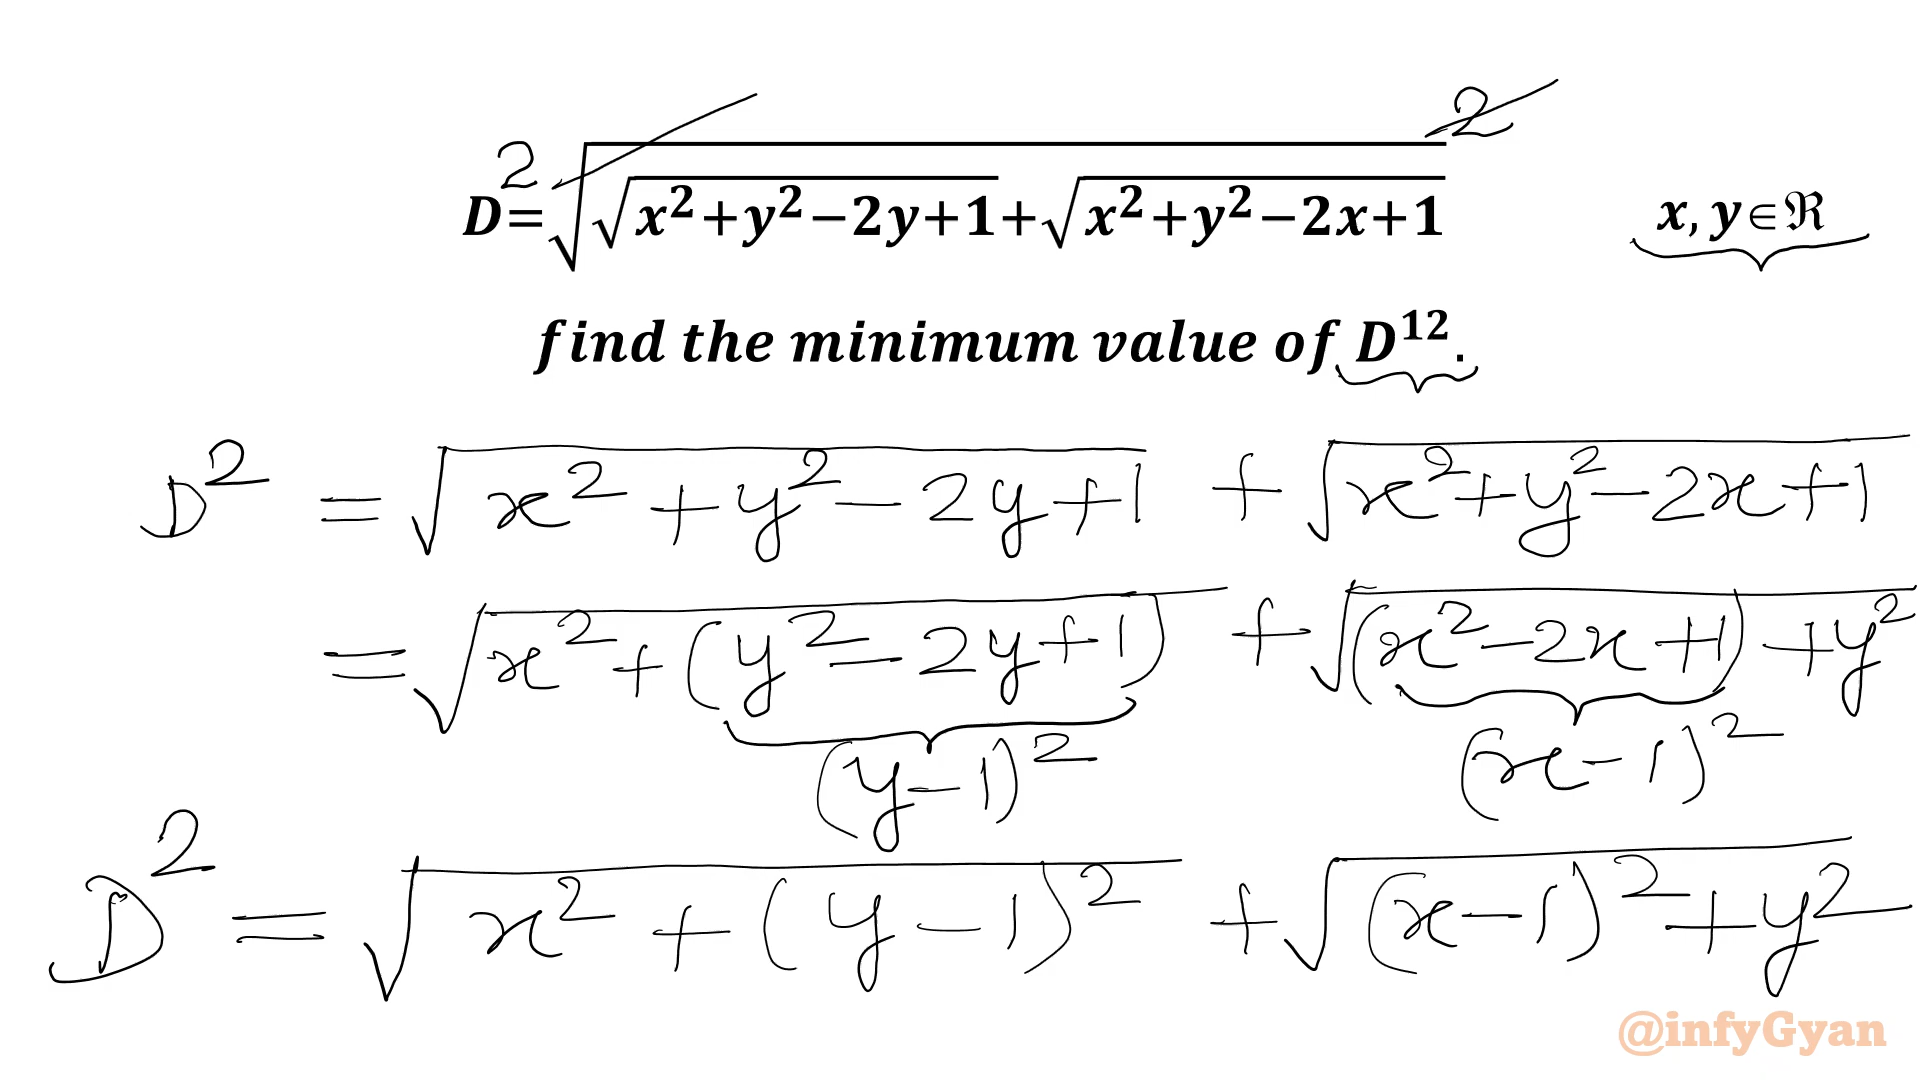 D²=√(√(x²+y²−2y+1)+√(x²+y²−2x+1))² x, y∈ℜ
find the minimum value of D¹².
D² = √(x² + y² − 2y + 1) + √(x² + y² − 2x + 1)
= √(x² + (y² − 2y + 1)) + √((x² − 2x + 1) + y²)
(y − 1)² (x − 1)²
D² = √(x² + (y − 1)²) + √((x − 1)² + y²)
@infyGyan